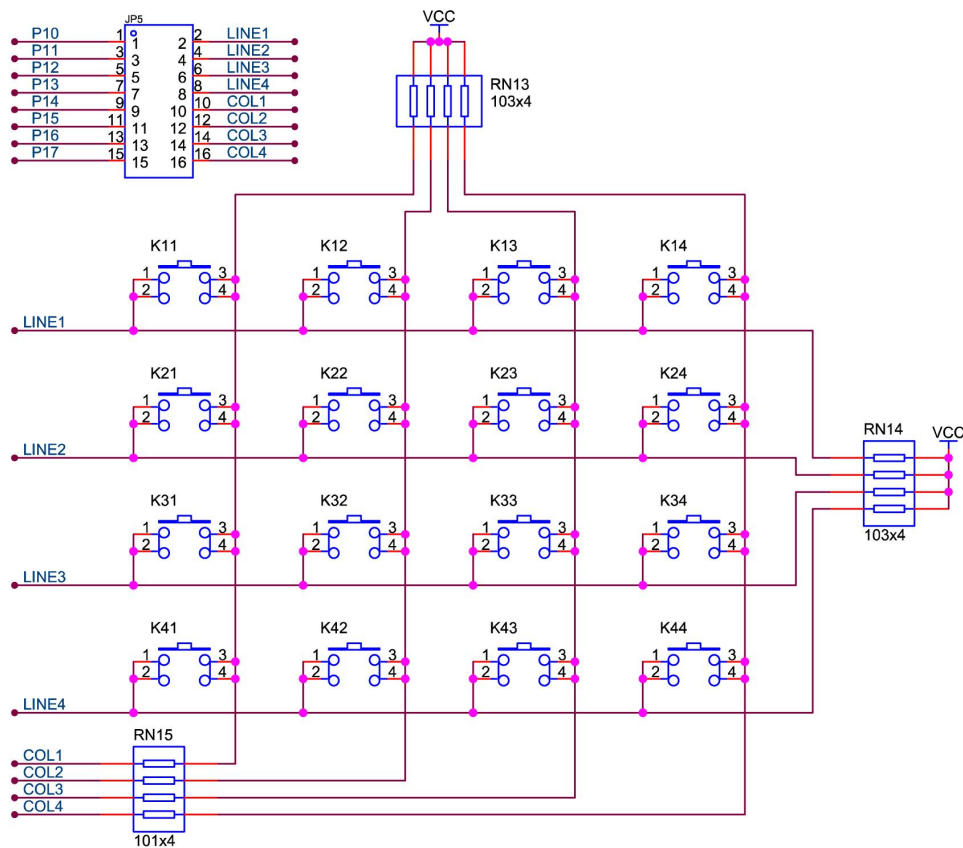 JP5
P10 1 1 2 2 LINE1
P11 3 3 4 4 LINE2
P12 5 5 6 6 LINE3
P13 7 7 8 8 LINE4
P14 9 9 10 10 COL1
P15 11 11 12 12 COL2
P16 13 13 14 14 COL3
P17 15 15 16 16 COL4
VCC
RN13
103x4
K11 K12 K13 K14
1 3 1 3 1 3 1 3
2 4 2 4 2 4 2 4
LINE1
K21 K22 K23 K24
1 3 1 3 1 3 1 3
2 4 2 4 2 4 2 4
LINE2
RN14
VCC
103x4
K31 K32 K33 K34
1 3 1 3 1 3 1 3
2 4 2 4 2 4 2 4
LINE3
K41 K42 K43 K44
1 3 1 3 1 3 1 3
2 4 2 4 2 4 2 4
LINE4
RN15
COL1
COL2
COL3
COL4
101x4